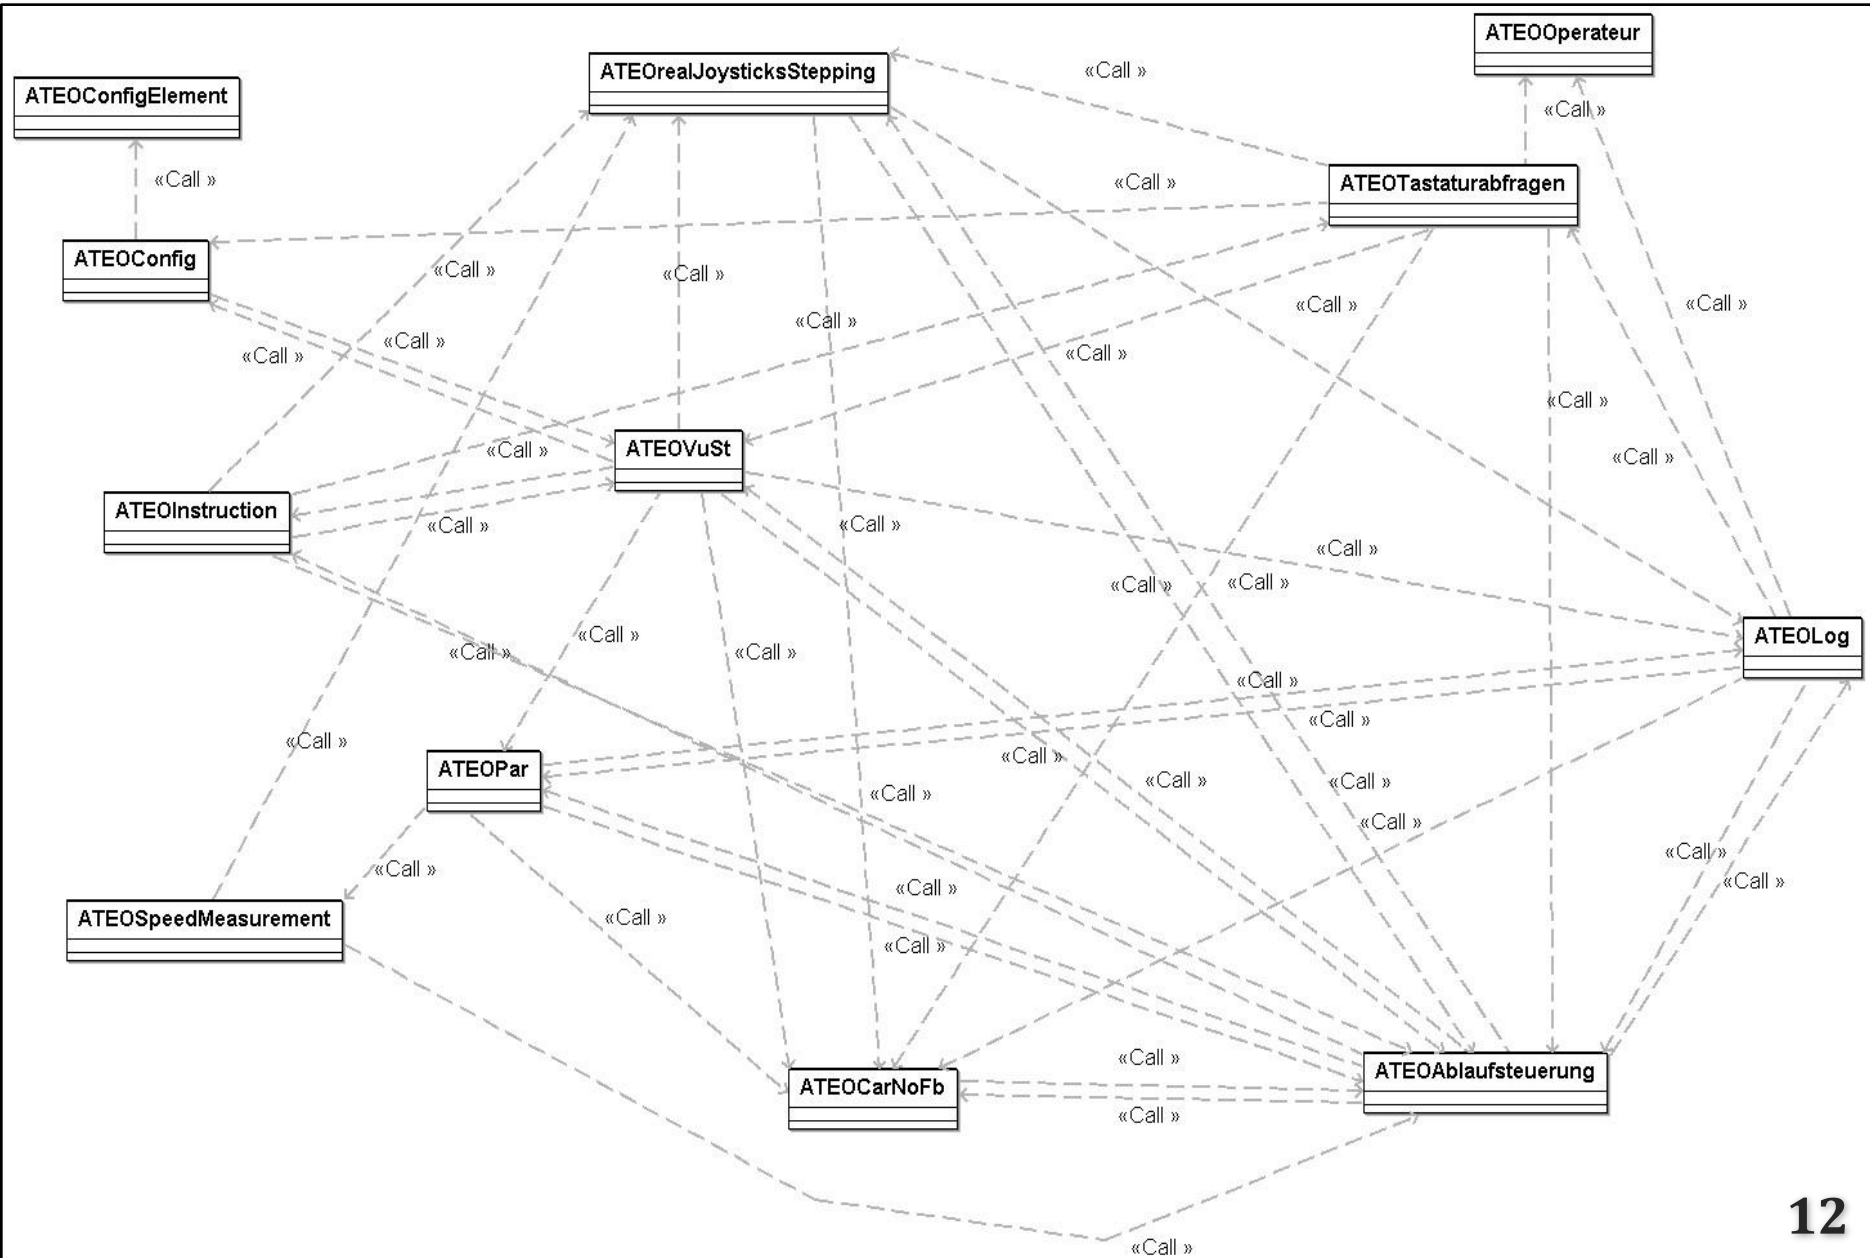 ATEOOperateur
ATEOrealJoysticksStepping
«Call »
ATEOConfigElement
«Call »
«Call »
«Call »
ATEOTastaturabfragen
ATEOConfig
«Call »
«Call »
«Call »
«Call »
«Call »
«Call »
«Call »
«Call »
«Call »
ATEOVuSt
«Call »
«Call »
ATEOInstruction
«Call »
«Call »
«Call »
«Call »
«Call »
«Call »
ATEOLog
«Call »
«Call »
«Call »
«Call »
«Call »
«Call »
ATEOPar
«Call »
«Call »
«Call »
«Call »
«Call »
«Call »
«Call »
«Call »
ATEOSpeedMeasurement
«Call »
«Call »
«Call »
ATEOCarNoFb
ATEOAblaufsteuerung
«Call »
12
«Call »